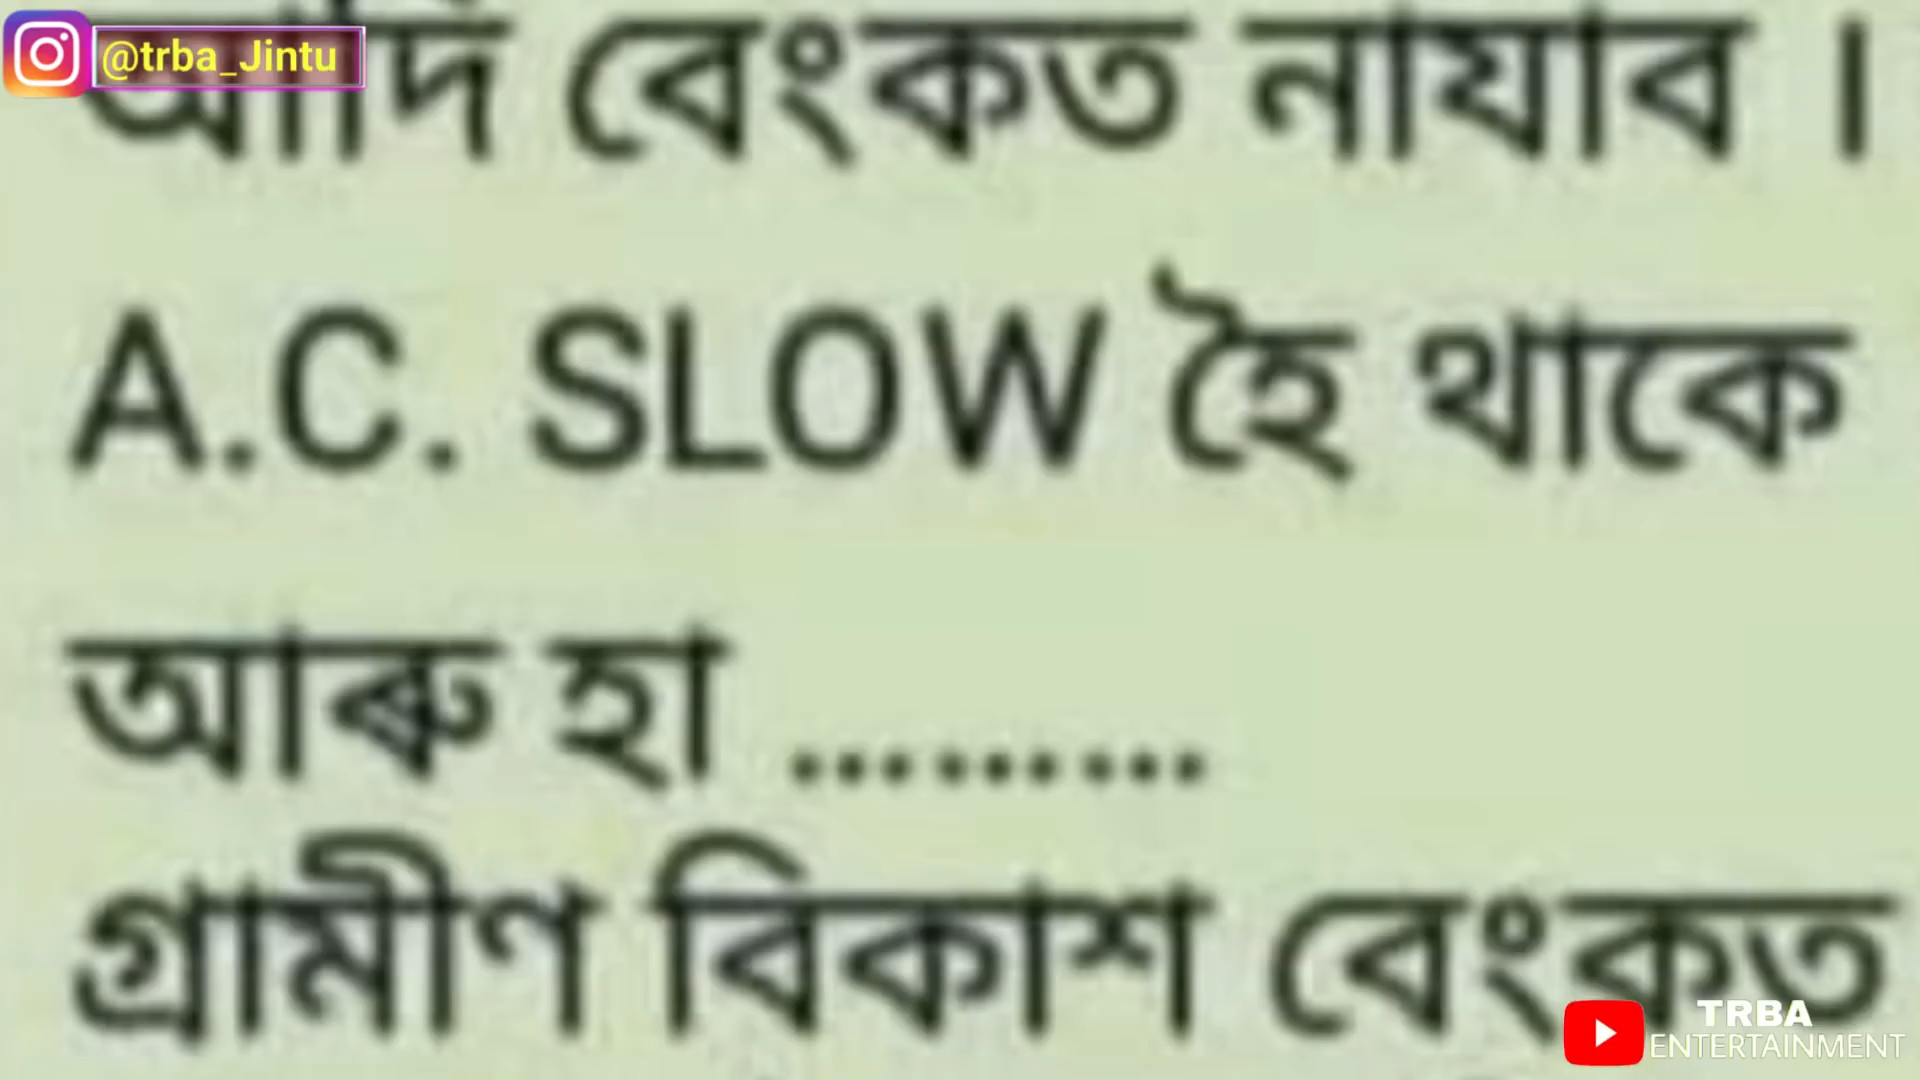 @trba_Jintu
আদি বেংকত নাযাব ।
A.C. SLOW হৈ থাকে
আৰু হা ..........
গ্ৰামীণ বিকাশ বেংকত
TRBA
ENTERTAINMENT